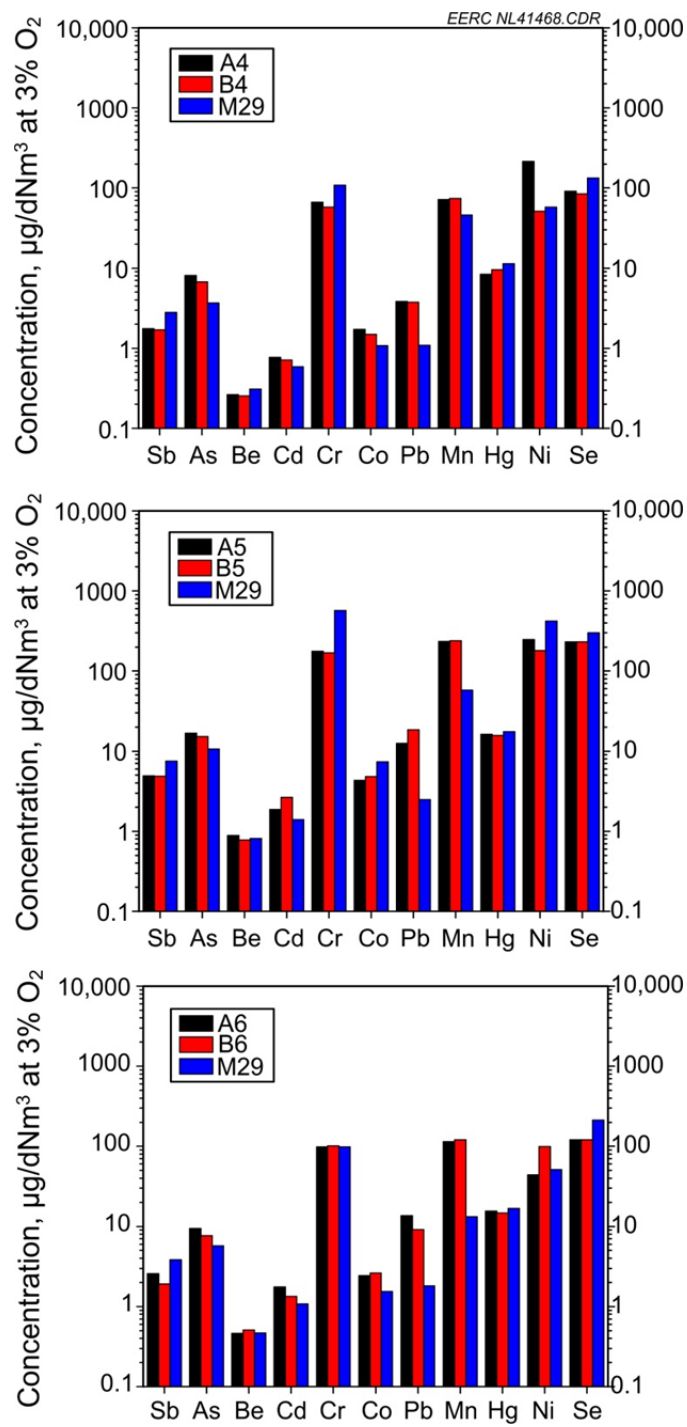 EERC NL41468.CDR
Concentration, µg/dNm³ at 3% O₂
10,000
1000
100
10
1
0.1
A4
B4
M29
10,000
1000
100
10
1
0.1
Sb As Be Cd Cr Co Pb Mn Hg Ni Se
Concentration, µg/dNm³ at 3% O₂
10,000
1000
100
10
1
0.1
A5
B5
M29
10,000
1000
100
10
1
0.1
Sb As Be Cd Cr Co Pb Mn Hg Ni Se
Concentration, µg/dNm³ at 3% O₂
10,000
1000
100
10
1
0.1
A6
B6
M29
10,000
1000
100
10
1
0.1
Sb As Be Cd Cr Co Pb Mn Hg Ni Se